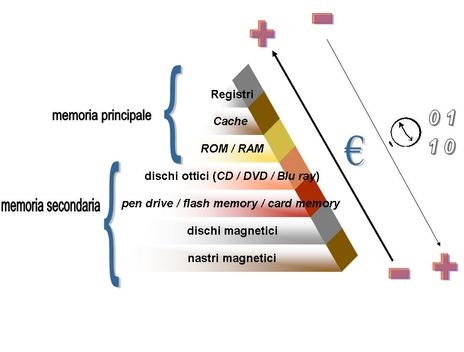 + -
Registri
memoria principale
Cache
0 1
ROM / RAM
€
1 0
dischi ottici (CD / DVD / Blu ray)
memoria secondaria
pen drive / flash memory / card memory
dischi magnetici
nastri magnetici
- +